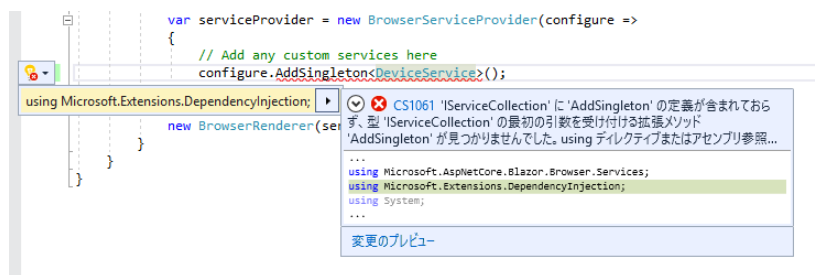 var serviceProvider = new BrowserServiceProvider(configure =>
{
// Add any custom services here
configure.AddSingleton<DeviceService>();
using Microsoft.Extensions.DependencyInjection;
new BrowserRenderer(ser
}
}
}
CS1061 'IServiceCollection' に 'AddSingleton' の定義が含まれておら
ず、型 'IServiceCollection' の最初の引数を受け付ける拡張メソッド
'AddSingleton' が見つかりませんでした。using ディレクティブまたはアセンブリ参照...
...
using Microsoft.AspNetCore.Blazor.Browser.Services;
using Microsoft.Extensions.DependencyInjection;
using System;
...
変更のプレビュー